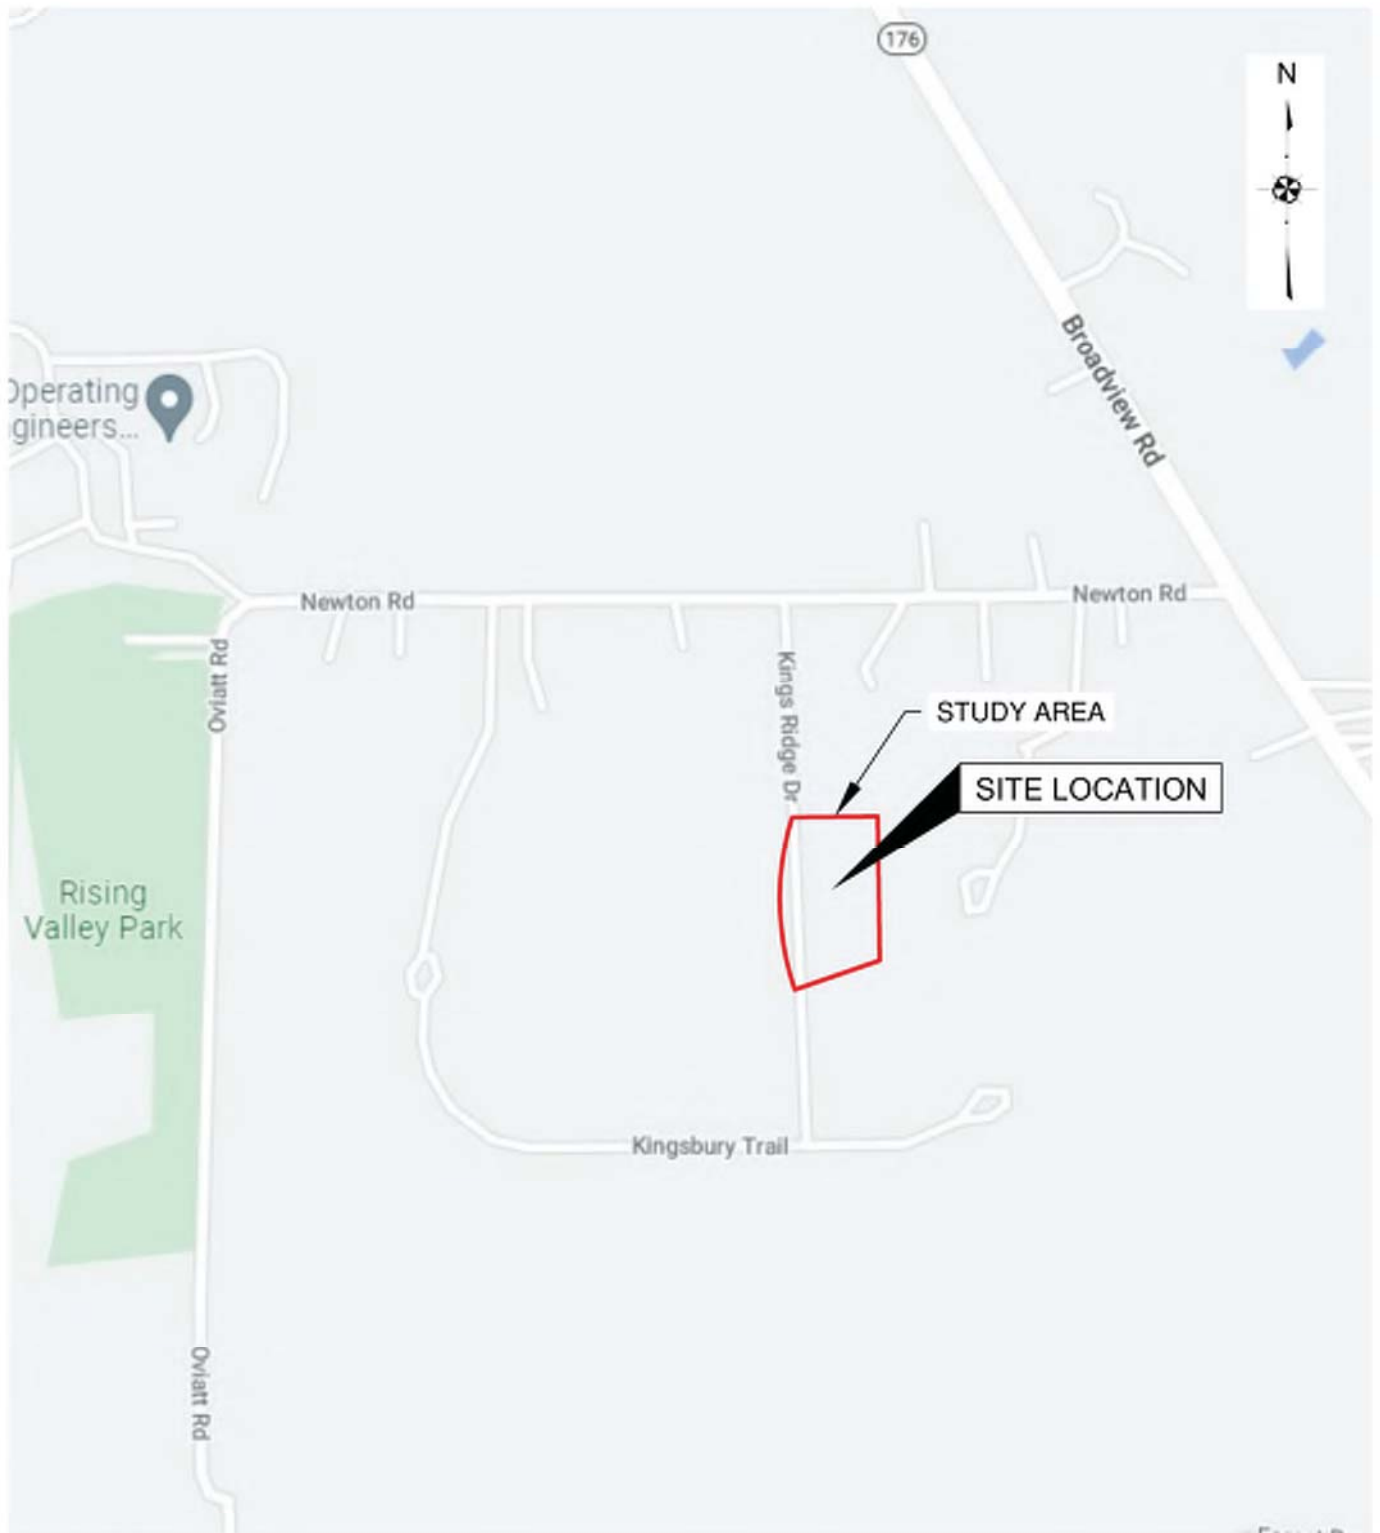 176
N
Broadview Rd
Operating
gineers...
Newton Rd
Newton Rd
Oviatt Rd
Kings Ridge Dr
STUDY AREA
SITE LOCATION
Rising
Valley Park
Kingsbury Trail
Oviatt Rd